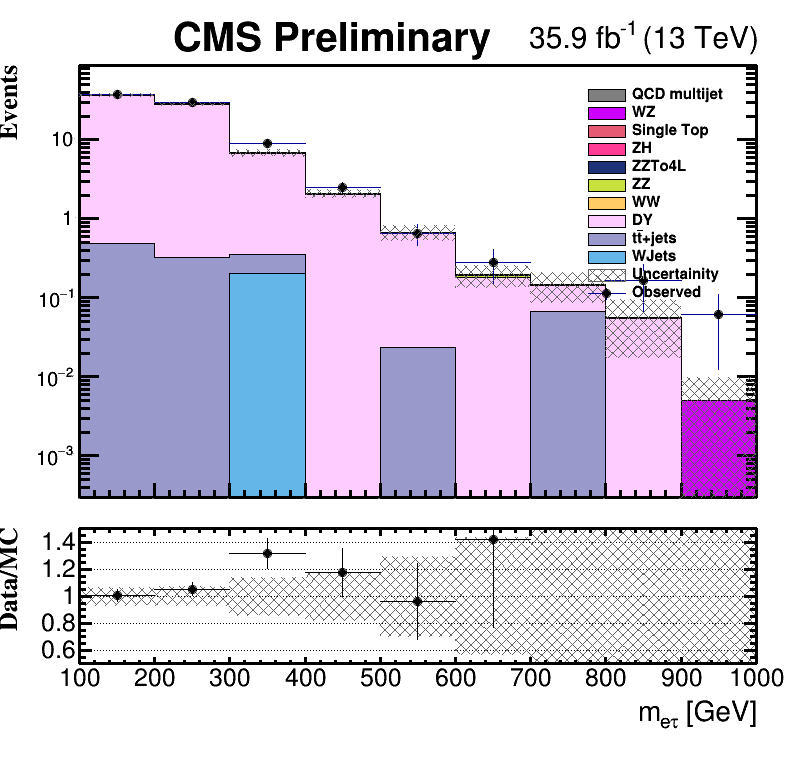 CMS Preliminary 35.9 fb⁻¹ (13 TeV)
Events
QCD multijet
WZ
Single Top
ZH
ZZTo4L
ZZ
WW
DY
tt̄+jets
WJets
Uncertainity
Observed
10
1
10⁻¹
10⁻²
10⁻³
Data/MC
1.4
1.2
1
0.8
0.6
100 200 300 400 500 600 700 800 900 1000
m_eτ [GeV]